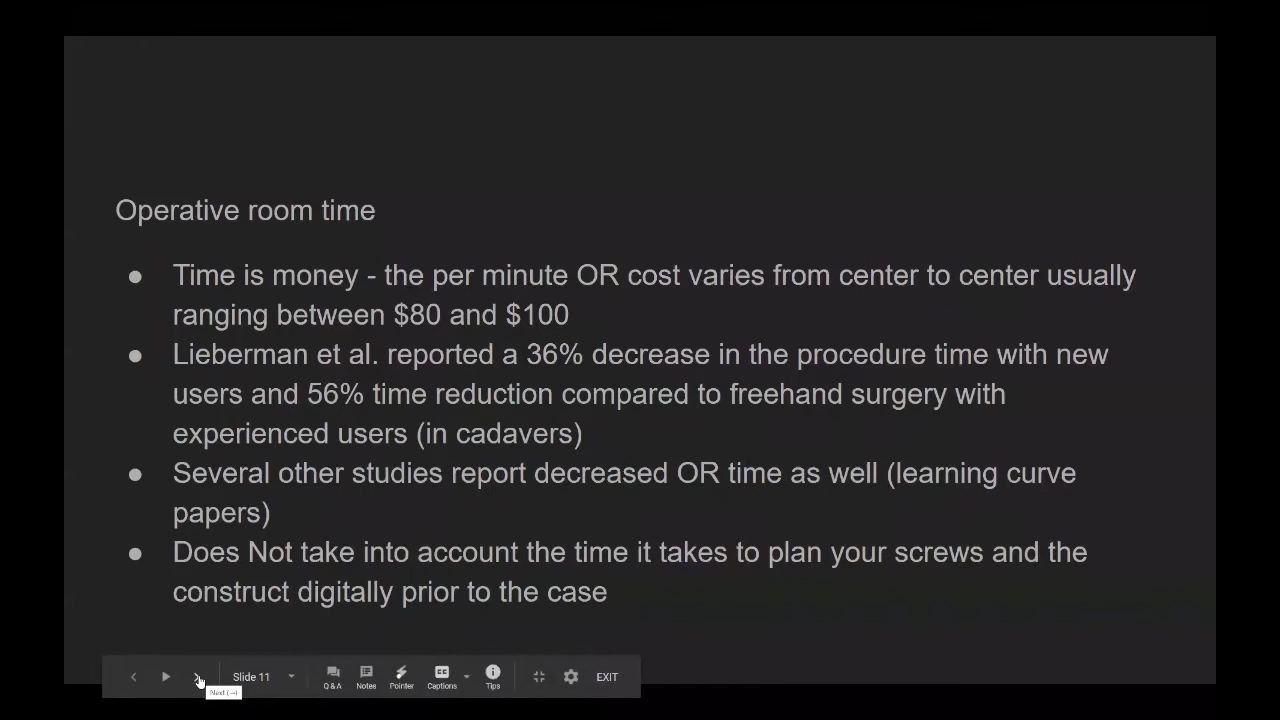 Operative room time
● Time is money - the per minute OR cost varies from center to center usually
ranging between $80 and $100
● Lieberman et al. reported a 36% decrease in the procedure time with new
users and 56% time reduction compared to freehand surgery with
experienced users (in cadavers)
● Several other studies report decreased OR time as well (learning curve
papers)
● Does Not take into account the time it takes to plan your screws and the
construct digitally prior to the case
Slide 11 Q & A Notes Pointer CC Captions Tips EXIT
Next (→)